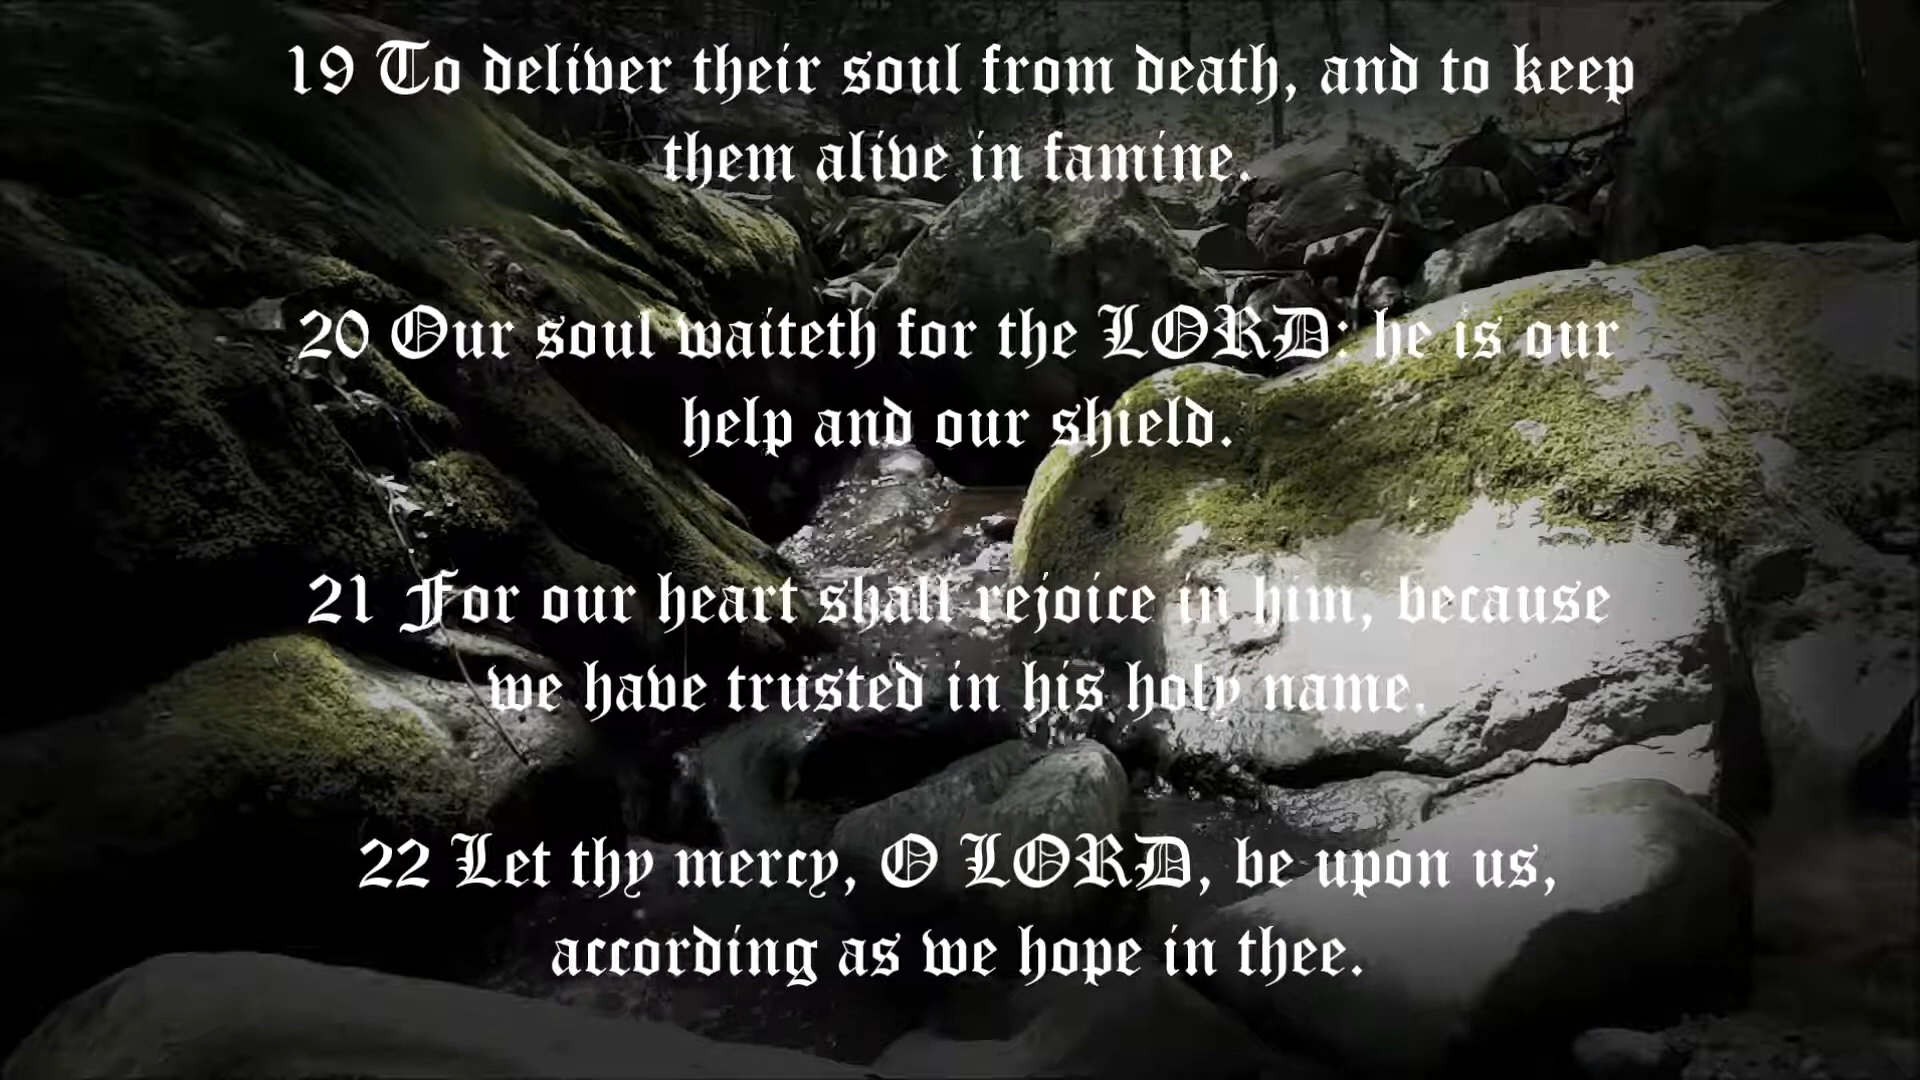 19 To deliver their soul from death, and to keep
them alive in famine.
20 Our soul waiteth for the LORD: he is our
help and our shield.
21 For our heart shall rejoice in him, because
we have trusted in his holy name.
22 Let thy mercy, O LORD, be upon us,
according as we hope in thee.